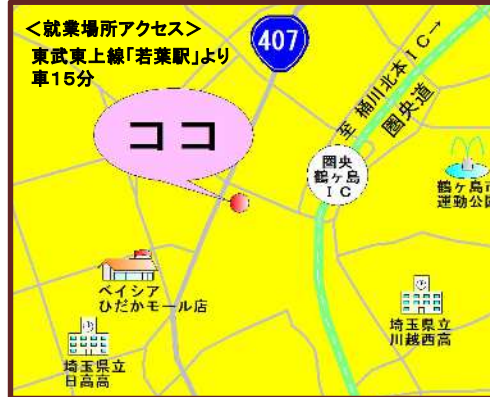 ＜就業場所アクセス＞
東武東上線「若葉駅」より
車15分
407
ココ
至 桶川北本IC→
圏央道
圏央
鶴ヶ島
IC
鶴ヶ島市
運動公園
ベイシア
ひだかモール店
埼玉県立
日高高
埼玉県立
川越西高